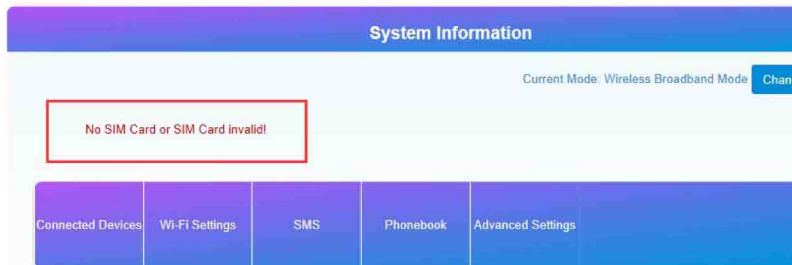 System Information
Current Mode: Wireless Broadband Mode
No SIM Card or SIM Card invalid!
Connected Devices Wi-Fi Settings SMS Phonebook Advanced Settings